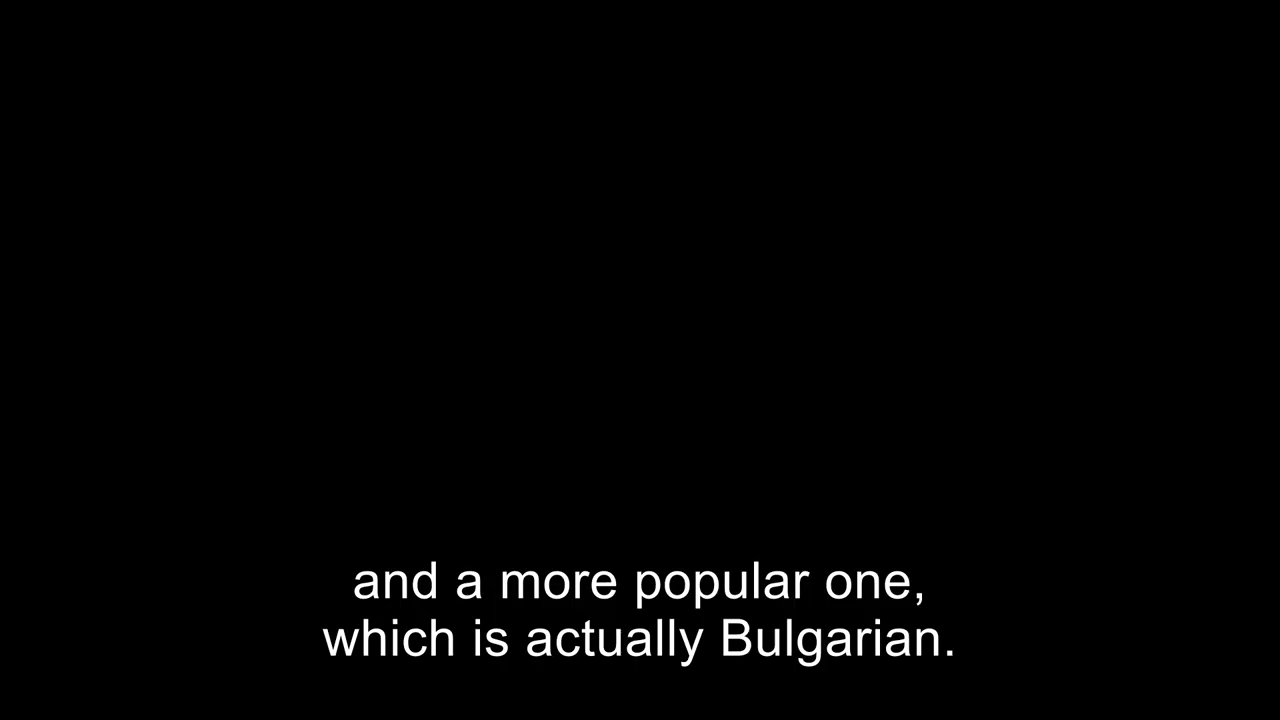 and a more popular one,
which is actually Bulgarian.